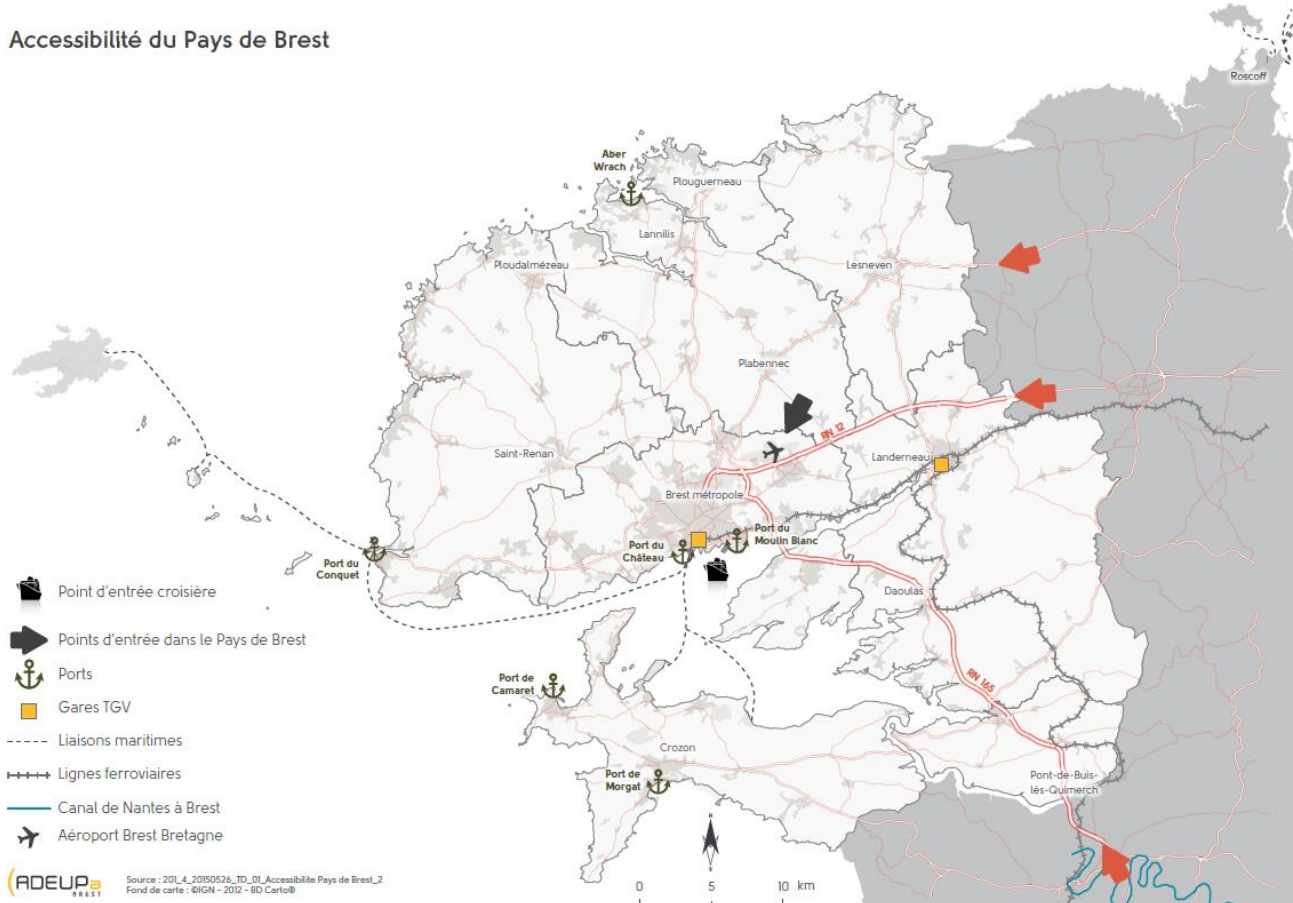 Accessibilité du Pays de Brest
Roscoff
Aber
Wrach
Plouguerneau
Lannilis
Ploudalmézeau
Lesneven
Plabennec
RN 12
Saint-Renan
Landerneau
Brest métropole
Port du
Moulin Blanc
Port du
Château
Port du
Conquet
Daoulas
RN 165
Port de
Camaret
Crozon
Port de
Morgat
Pont-de-Buis-
lès-Quimerch
Point d'entrée croisière
Points d'entrée dans le Pays de Brest
Ports
Gares TGV
Liaisons maritimes
Lignes ferroviaires
Canal de Nantes à Brest
Aéroport Brest Bretagne
N
0 5 10 km
ADEUPa
BREST
Source : 201_4_20150526_TD_01_Accessibilite Pays de Brest_2
Fond de carte : ©IGN - 2012 - BD Carto®